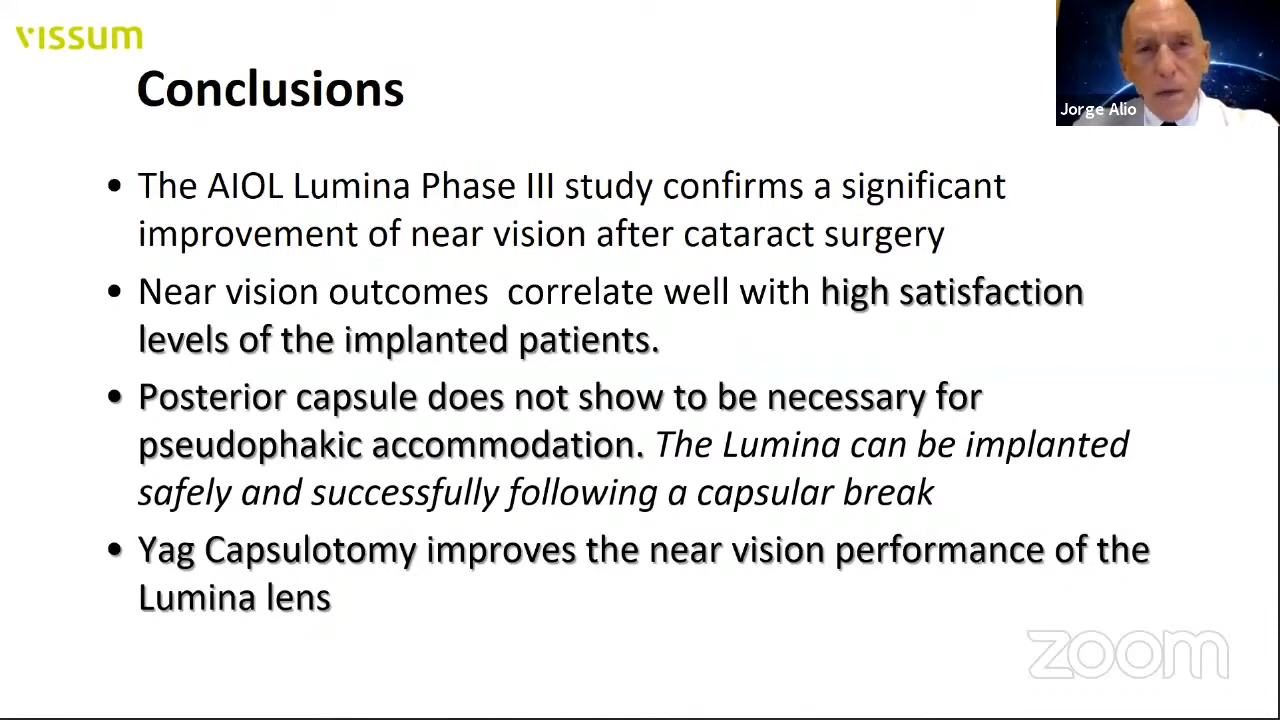 vissum
Conclusions
Jorge Alio
• The AIOL Lumina Phase III study confirms a significant
improvement of near vision after cataract surgery
• Near vision outcomes  correlate well with high satisfaction
levels of the implanted patients.
• Posterior capsule does not show to be necessary for
pseudophakic accommodation. The Lumina can be implanted
safely and successfully following a capsular break
• Yag Capsulotomy improves the near vision performance of the
Lumina lens
zoom